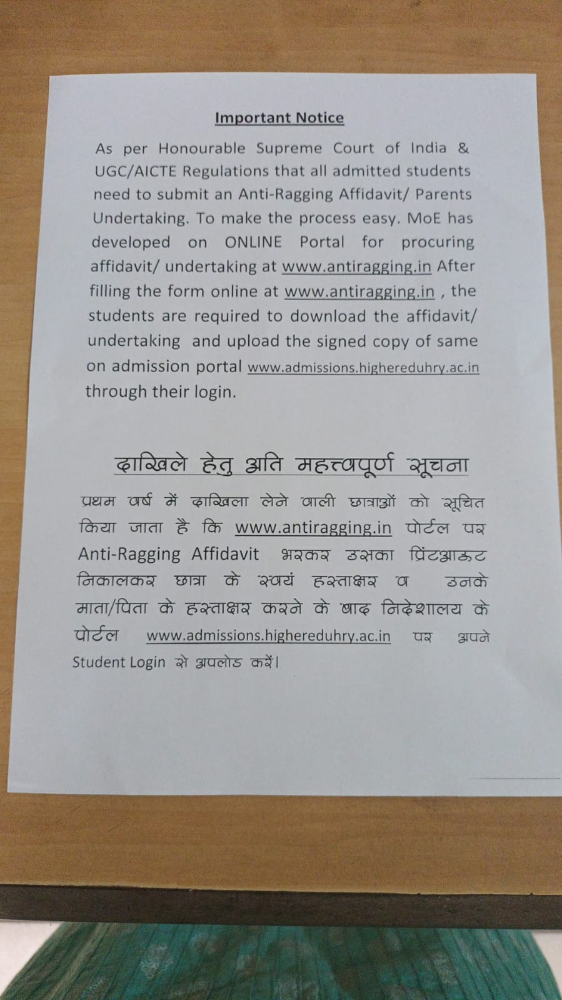 Important Notice
As per Honourable Supreme Court of India &
UGC/AICTE Regulations that all admitted students
need to submit an Anti-Ragging Affidavit/ Parents
Undertaking. To make the process easy. MoE has
developed on ONLINE Portal for procuring
affidavit/ undertaking at www.antiragging.in After
filling the form online at www.antiragging.in , the
students are required to download the affidavit/
undertaking and upload the signed copy of same
on admission portal www.admissions.highereduhry.ac.in
through their login.
दाखिले हेतु अति महत्त्वपूर्ण सूचना
प्रथम वर्ष में दाखिला लेने वाली छात्राओं को सूचित
किया जाता है कि www.antiragging.in पोर्टल पर
Anti-Ragging Affidavit भरकर उसका प्रिंटआऊट
निकालकर छात्रा के स्वयं हस्ताक्षर व उनके
माता/पिता के हस्ताक्षर करने के बाद निदेशालय के
पोर्टल www.admissions.highereduhry.ac.in पर अपने
Student Login से अपलोड करें।